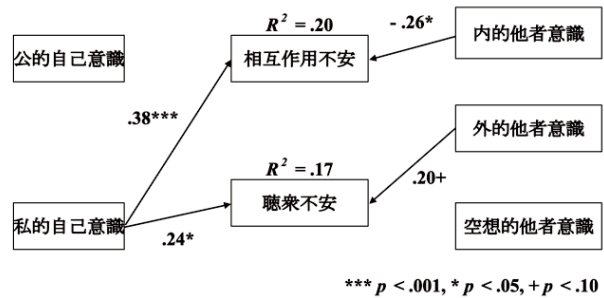 R² = .20
- .26*
内的他者意識
公的自己意識
相互作用不安
.38***
外的他者意識
R² = .17
.20+
聴衆不安
私的自己意識
.24*
空想的他者意識
*** p < .001, * p < .05, + p < .10